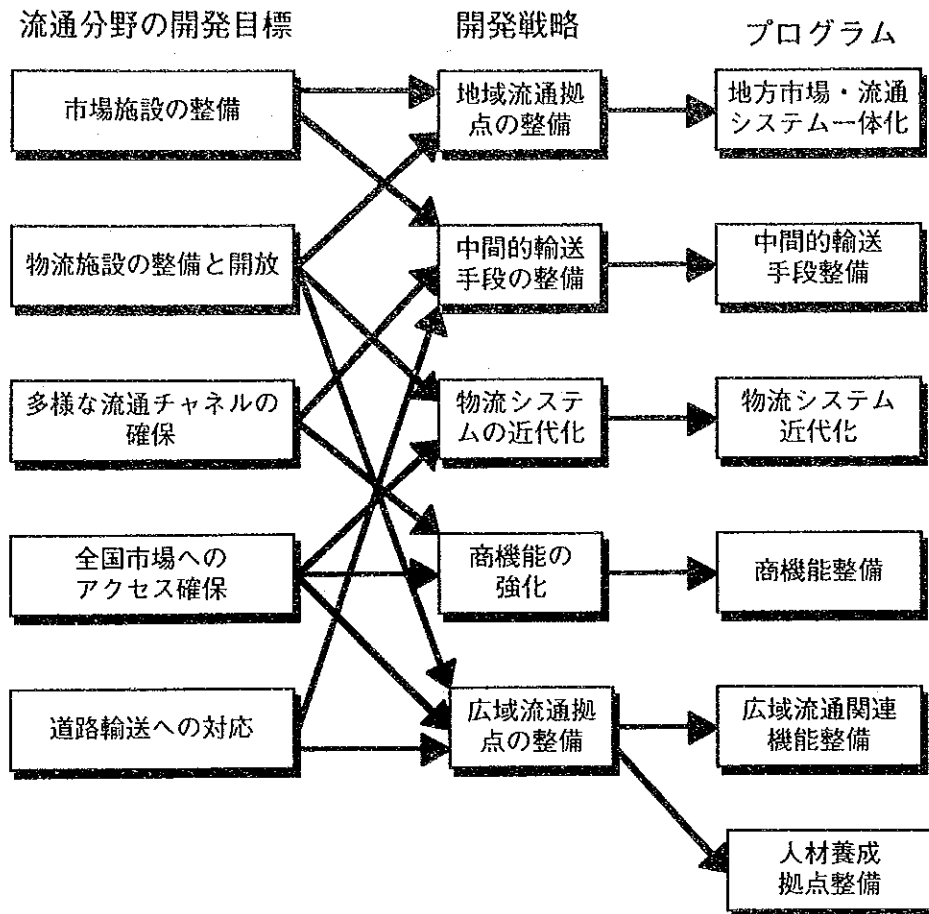 流通分野の開発目標
開発戦略
プログラム
市場施設の整備
地域流通拠
点の整備
地方市場・流通
システム一体化
物流施設の整備と開放
中間的輸送
手段の整備
中間的輸送
手段整備
多様な流通チャネルの
確保
物流システ
ムの近代化
物流システム
近代化
全国市場への
アクセス確保
商機能の
強化
商機能整備
道路輸送への対応
広域流通拠
点の整備
広域流通関連
機能整備
人材養成
拠点整備